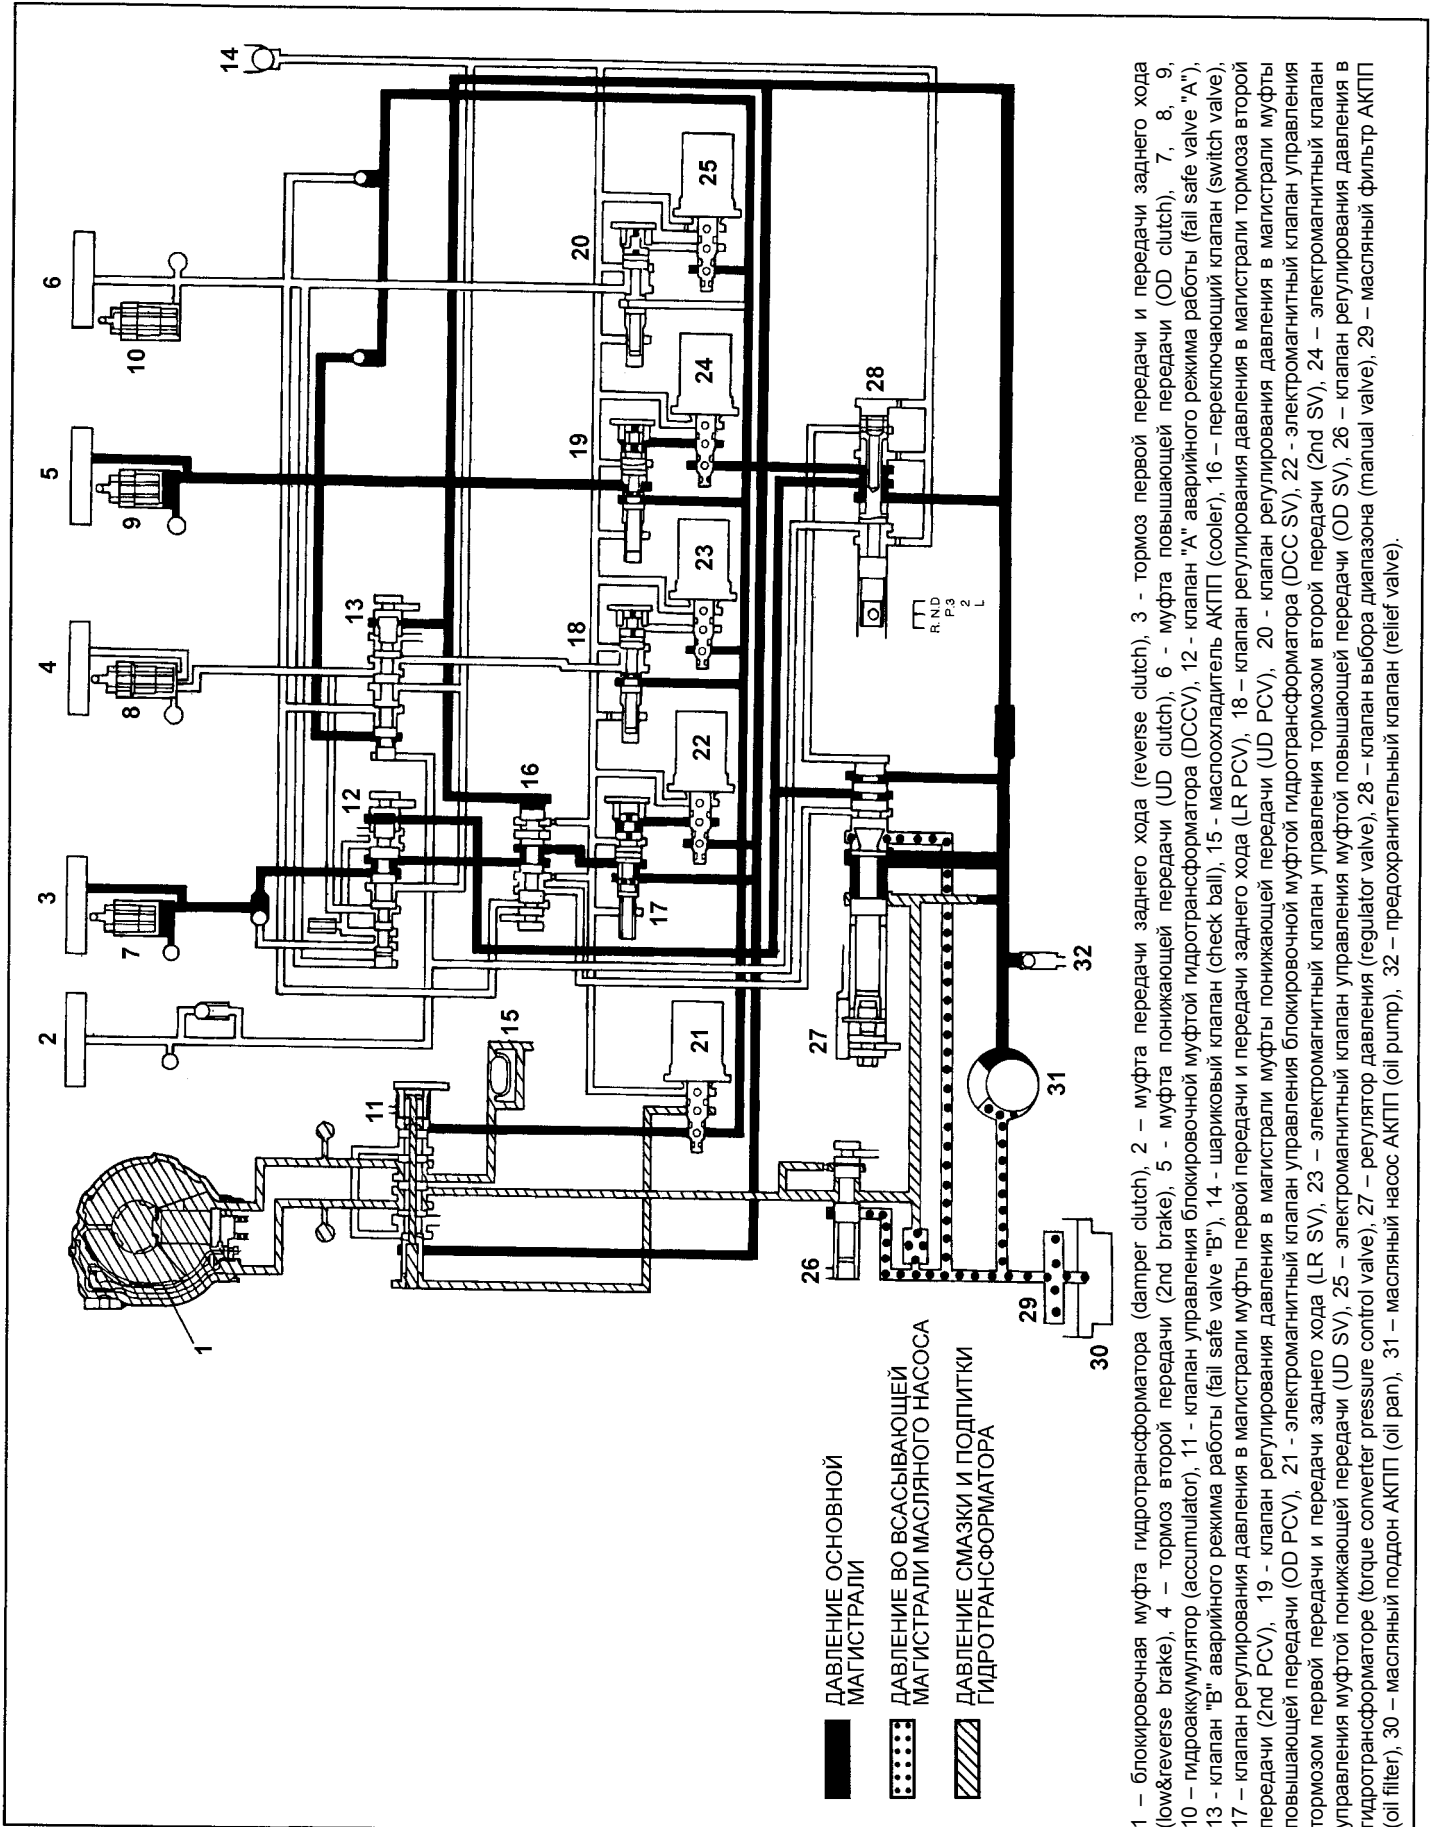 2
3
4
5
6
7
8
9
10
1
14
11
12
13
15
16
17
18
19
20
21
22
23
24
25
26
27
28
R.N.D
P.3
2
L
29
30
31
32
ДАВЛЕНИЕ ОСНОВНОЙ
МАГИСТРАЛИ
ДАВЛЕНИЕ ВО ВСАСЫВАЮЩЕЙ
МАГИСТРАЛИ МАСЛЯНОГО НАСОСА
ДАВЛЕНИЕ СМАЗКИ И ПОДПИТКИ
ГИДРОТРАНСФОРМАТОРА
1 – блокировочная муфта гидротрансформатора (damper clutch), 2 – муфта передачи заднего хода (reverse clutch), 3 - тормоз первой передачи и передачи заднего хода
(low&reverse brake), 4 – тормоз второй передачи (2nd brake), 5 - муфта понижающей передачи (UD clutch), 6 - муфта повышающей передачи (OD clutch), 7, 8, 9,
10 – гидроаккумулятор (accumulator), 11 - клапан управления блокировочной муфтой гидротрансформатора (DCCV), 12 - клапан "А" аварийного режима работы (fail safe valve "A"),
13 - клапан "В" аварийного режима работы (fail safe valve "B"), 14 - шариковый клапан (check ball), 15 - маслоохладитель АКПП (cooler), 16 – переключающий клапан (switch valve),
17 – клапан регулирования давления в магистрали муфты первой передачи и передачи заднего хода (LR PCV), 18 – клапан регулирования давления в магистрали тормоза второй
передачи (2nd PCV), 19 - клапан регулирования давления в магистрали муфты понижающей передачи (UD PCV), 20 - клапан регулирования давления в магистрали муфты
повышающей передачи (OD PCV), 21 - электромагнитный клапан управления блокировочной муфтой гидротрансформатора (DCC SV), 22 - электромагнитный клапан управления
тормозом первой передачи и передачи заднего хода (LR SV), 23 – электромагнитный клапан управления тормозом второй передачи (2nd SV), 24 – электромагнитный клапан
управления муфтой понижающей передачи (UD SV), 25 – электромагнитный клапан управления муфтой повышающей передачи (OD SV), 26 – клапан регулирования давления в
гидротрансформаторе (torque converter pressure control valve), 27 – регулятор давления (regulator valve), 28 – клапан выбора диапазона (manual valve), 29 – масляный фильтр АКПП
(oil filter), 30 – масляный поддон АКПП (oil pan), 31 – масляный насос АКПП (oil pump), 32 – предохранительный клапан (relief valve).